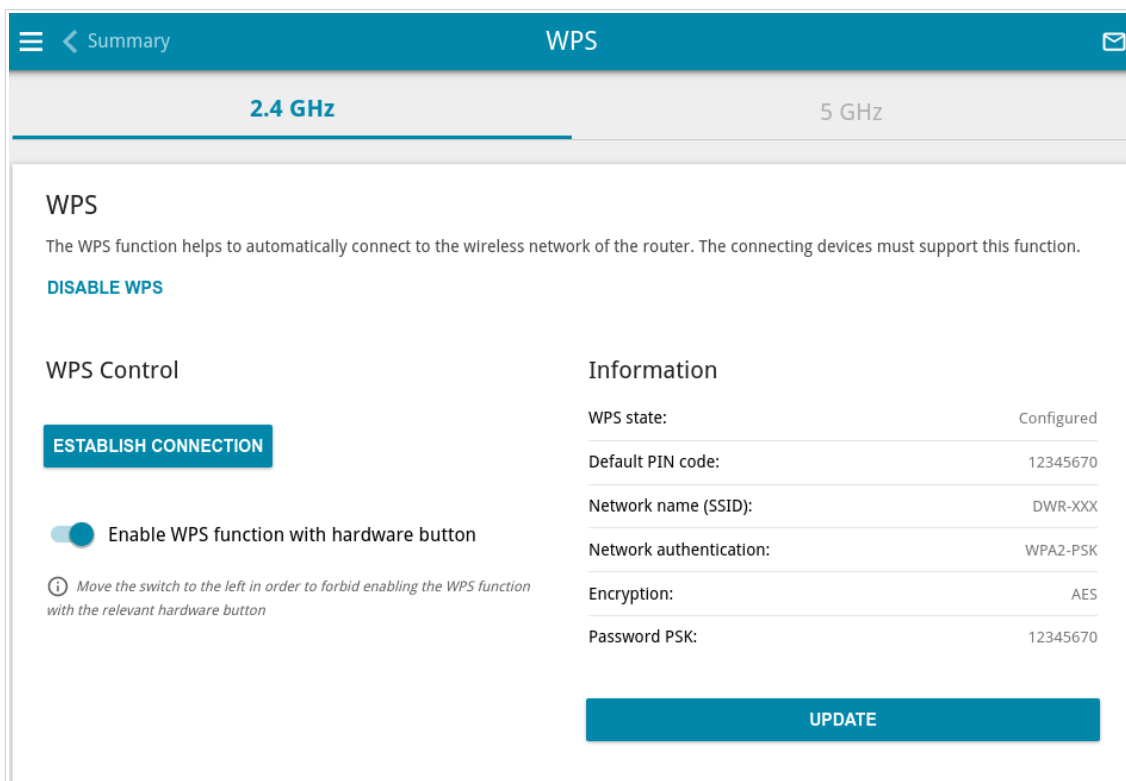 Summary
WPS
2.4 GHz
5 GHz
WPS
The WPS function helps to automatically connect to the wireless network of the router. The connecting devices must support this function.
DISABLE WPS
WPS Control
ESTABLISH CONNECTION
Enable WPS function with hardware button
Move the switch to the left in order to forbid enabling the WPS function
with the relevant hardware button
Information
WPS state: Configured
Default PIN code: 12345670
Network name (SSID): DWR-XXX
Network authentication: WPA2-PSK
Encryption: AES
Password PSK: 12345670
UPDATE